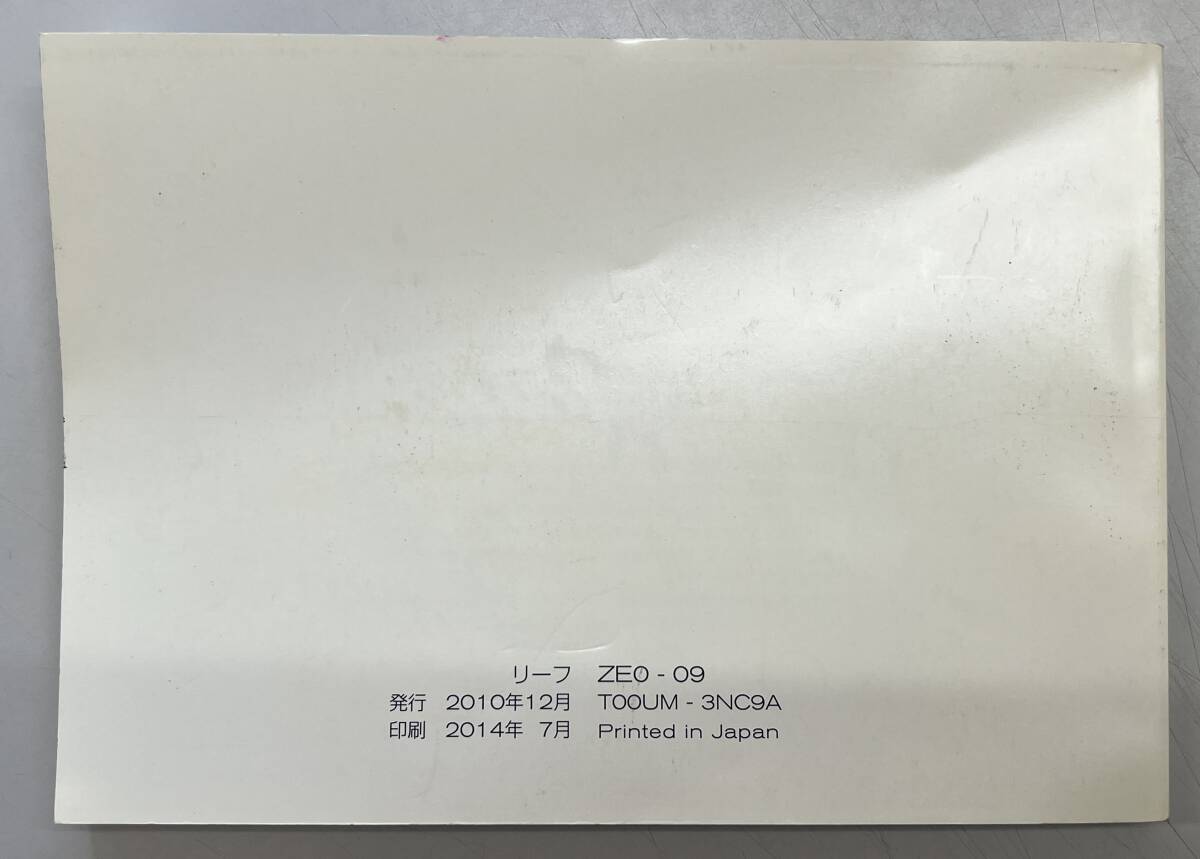 リーフ ZE0 - 09
発行 2010年12月 T00UM - 3NC9A
印刷 2014年 7月 Printed in Japan